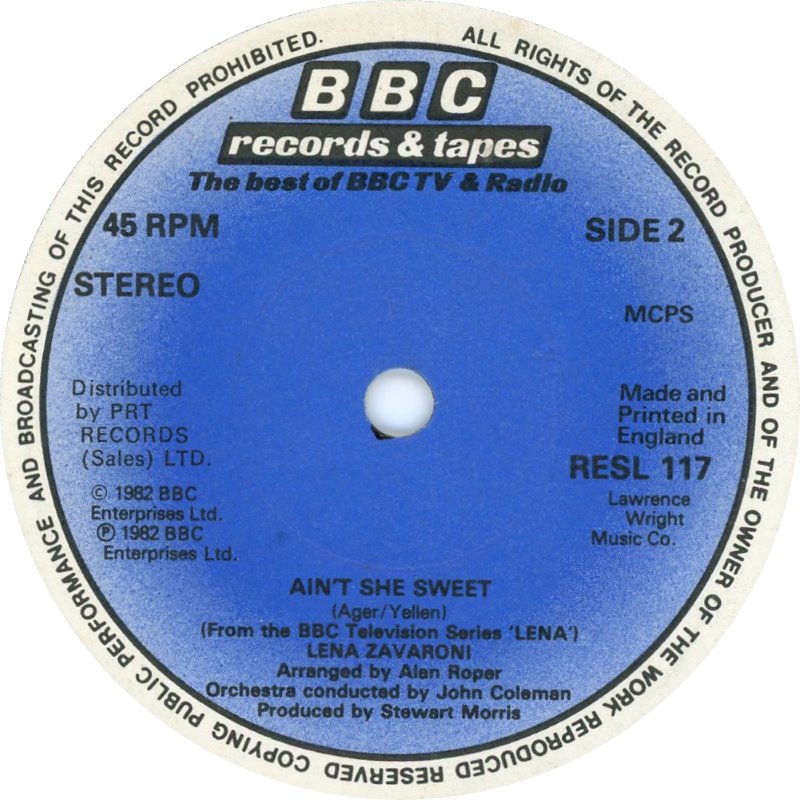 ALL RIGHTS OF THE RECORD PRODUCER AND OF THE OWNER OF THE WORK REPRODUCED RESERVED COPYING PUBLIC PERFORMANCE AND BROADCASTING OF THIS RECORD PROHIBITED.
BBC
records & tapes
The best of BBC TV & Radio
45 RPM
SIDE 2
STEREO
MCPS
Distributed
by PRT
RECORDS
(Sales) LTD.
Made and
Printed in
England
RESL 117
© 1982 BBC
Enterprises Ltd.
℗ 1982 BBC
Enterprises Ltd.
Lawrence
Wright
Music Co.
AIN'T SHE SWEET
(Ager/Yellen)
(From the BBC Television Series 'LENA')
LENA ZAVARONI
Arranged by Alan Roper
Orchestra conducted by John Coleman
Produced by Stewart Morris